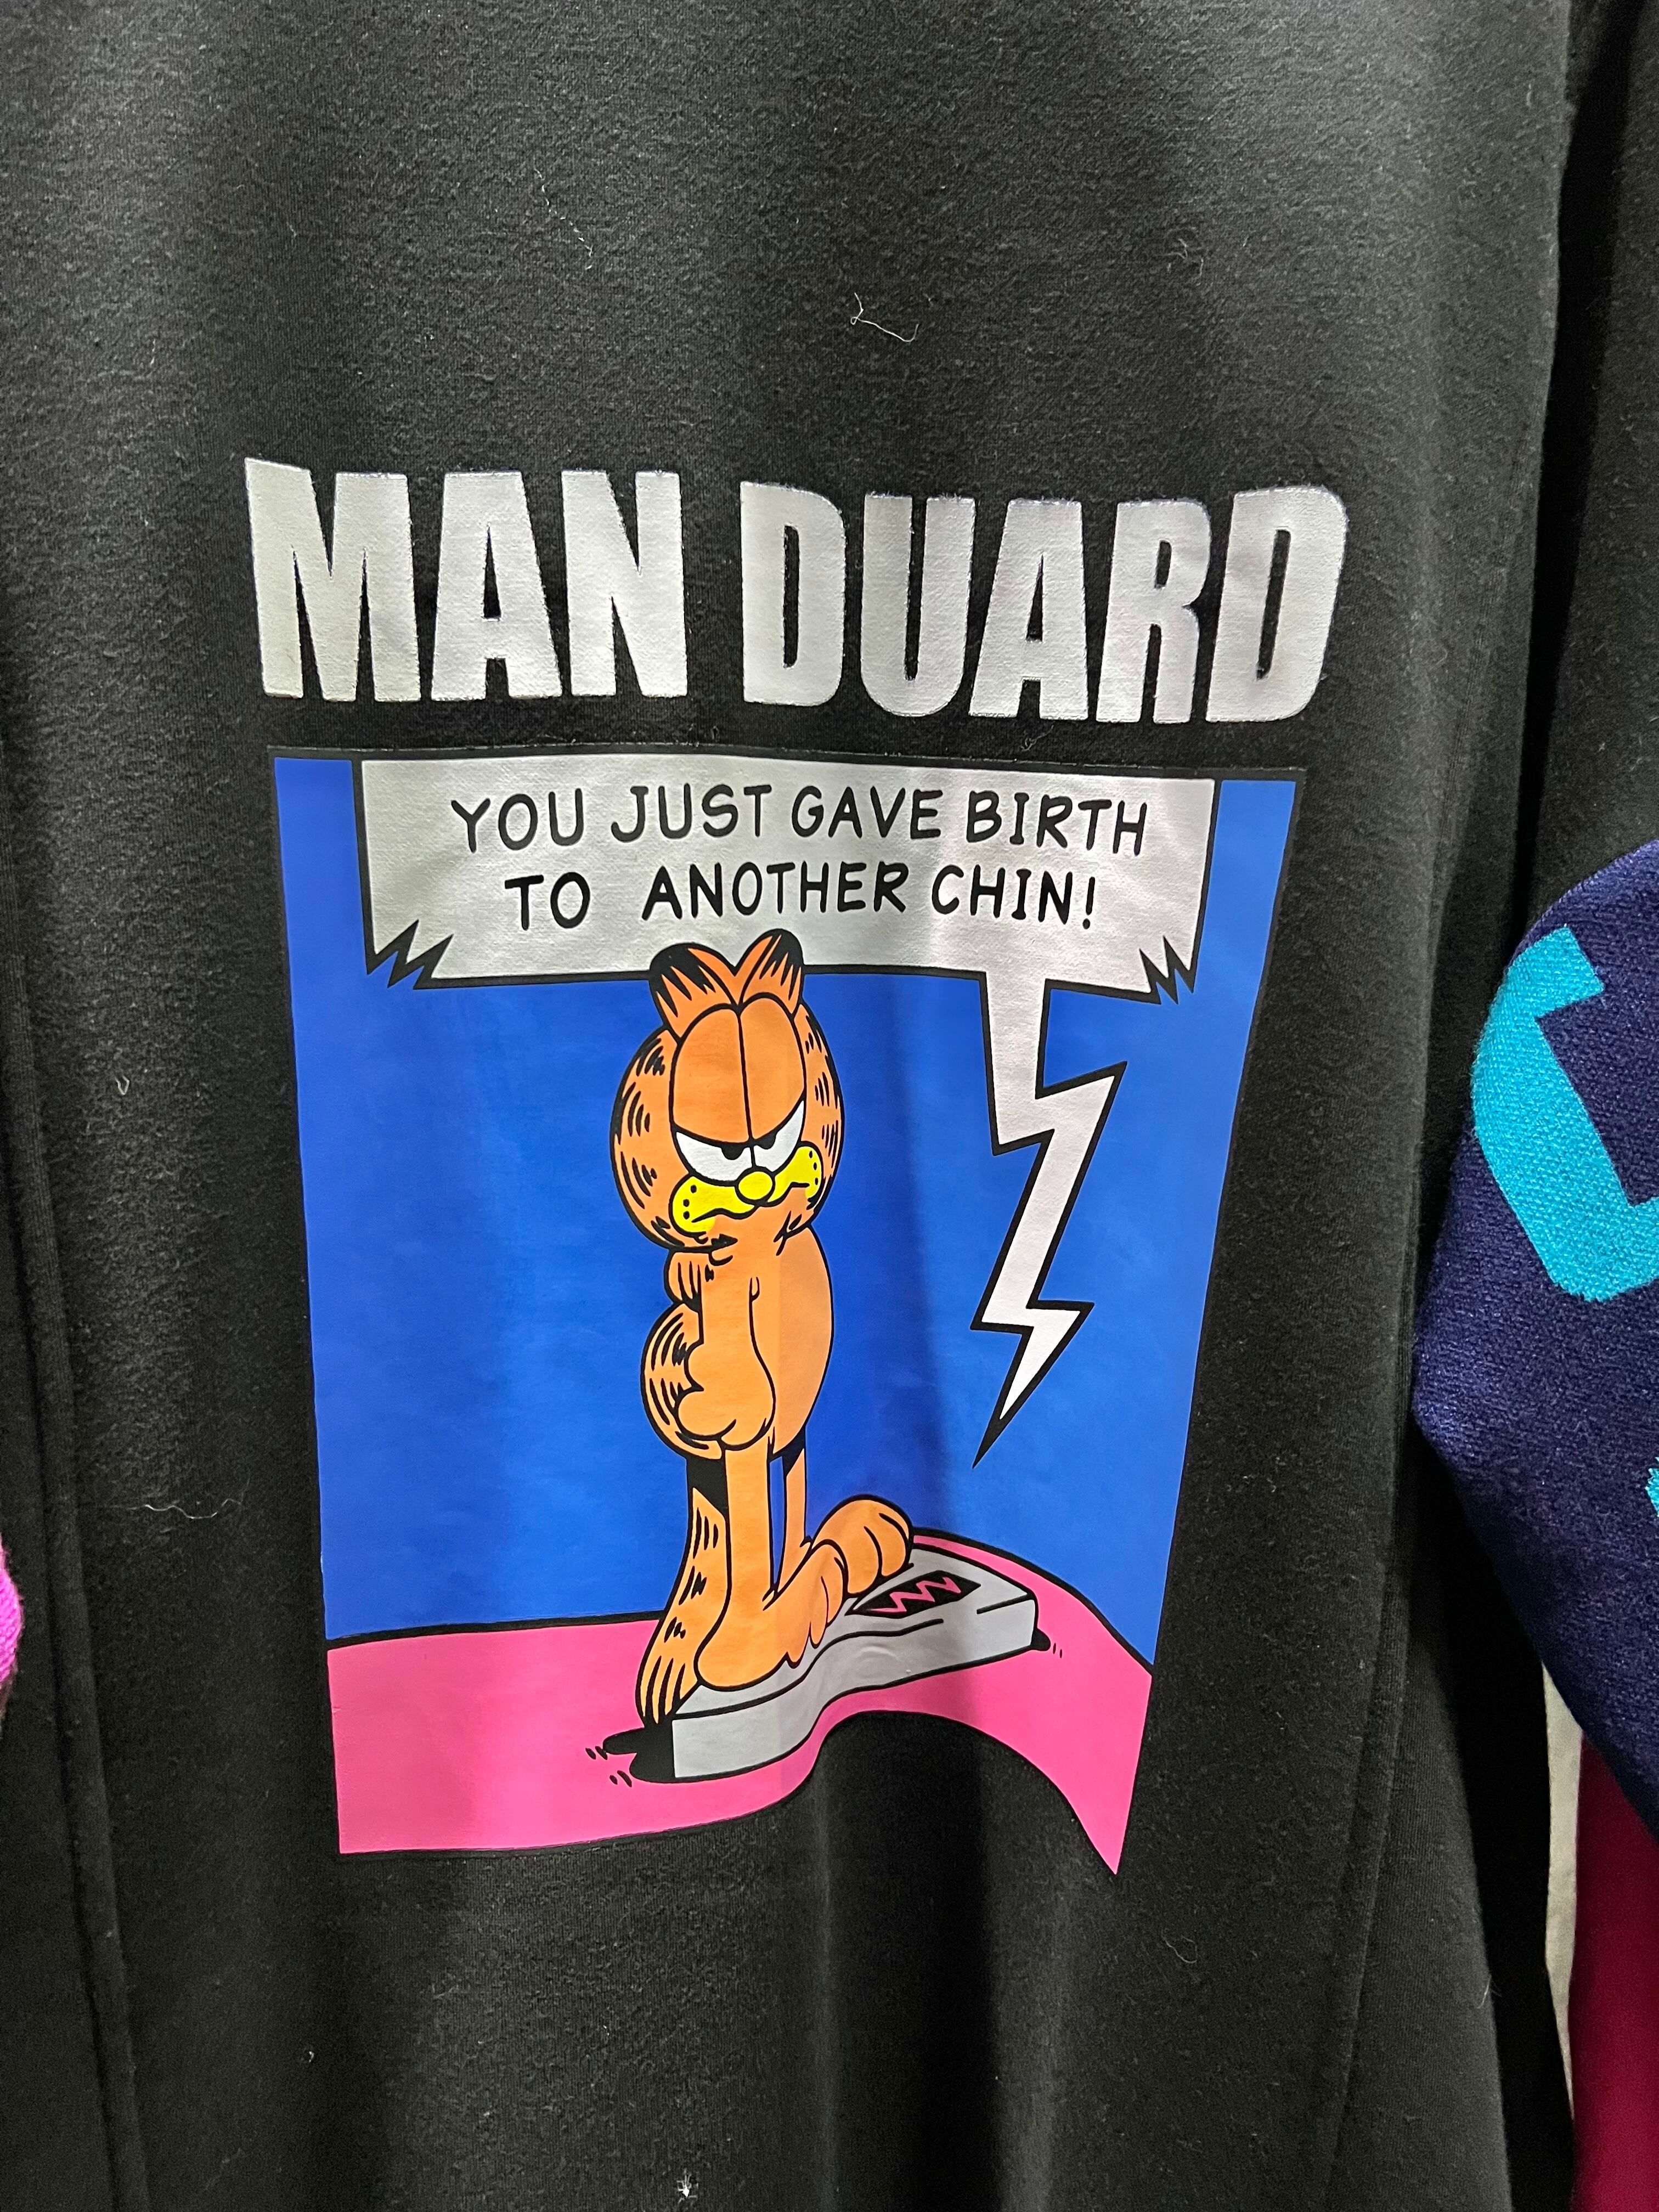 MAN DUARD
YOU JUST GAVE BIRTH
TO ANOTHER CHIN!